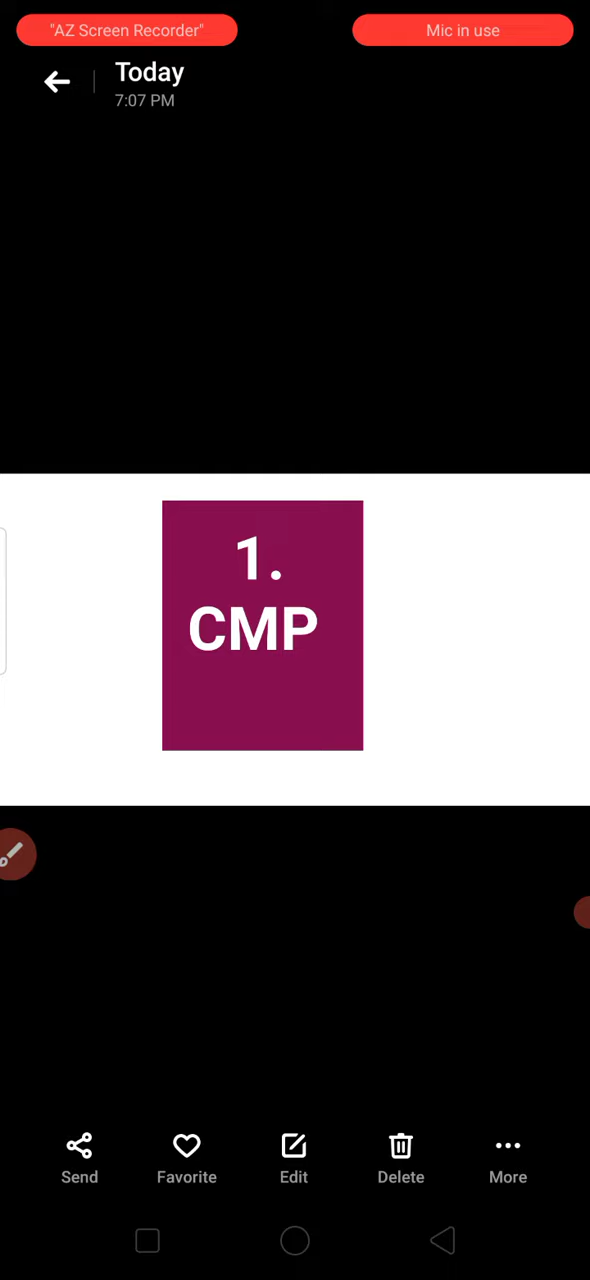 "AZ Screen Recorder"
Mic in use
Today
7:07 PM
1.
CMP
Send
Favorite
Edit
Delete
More